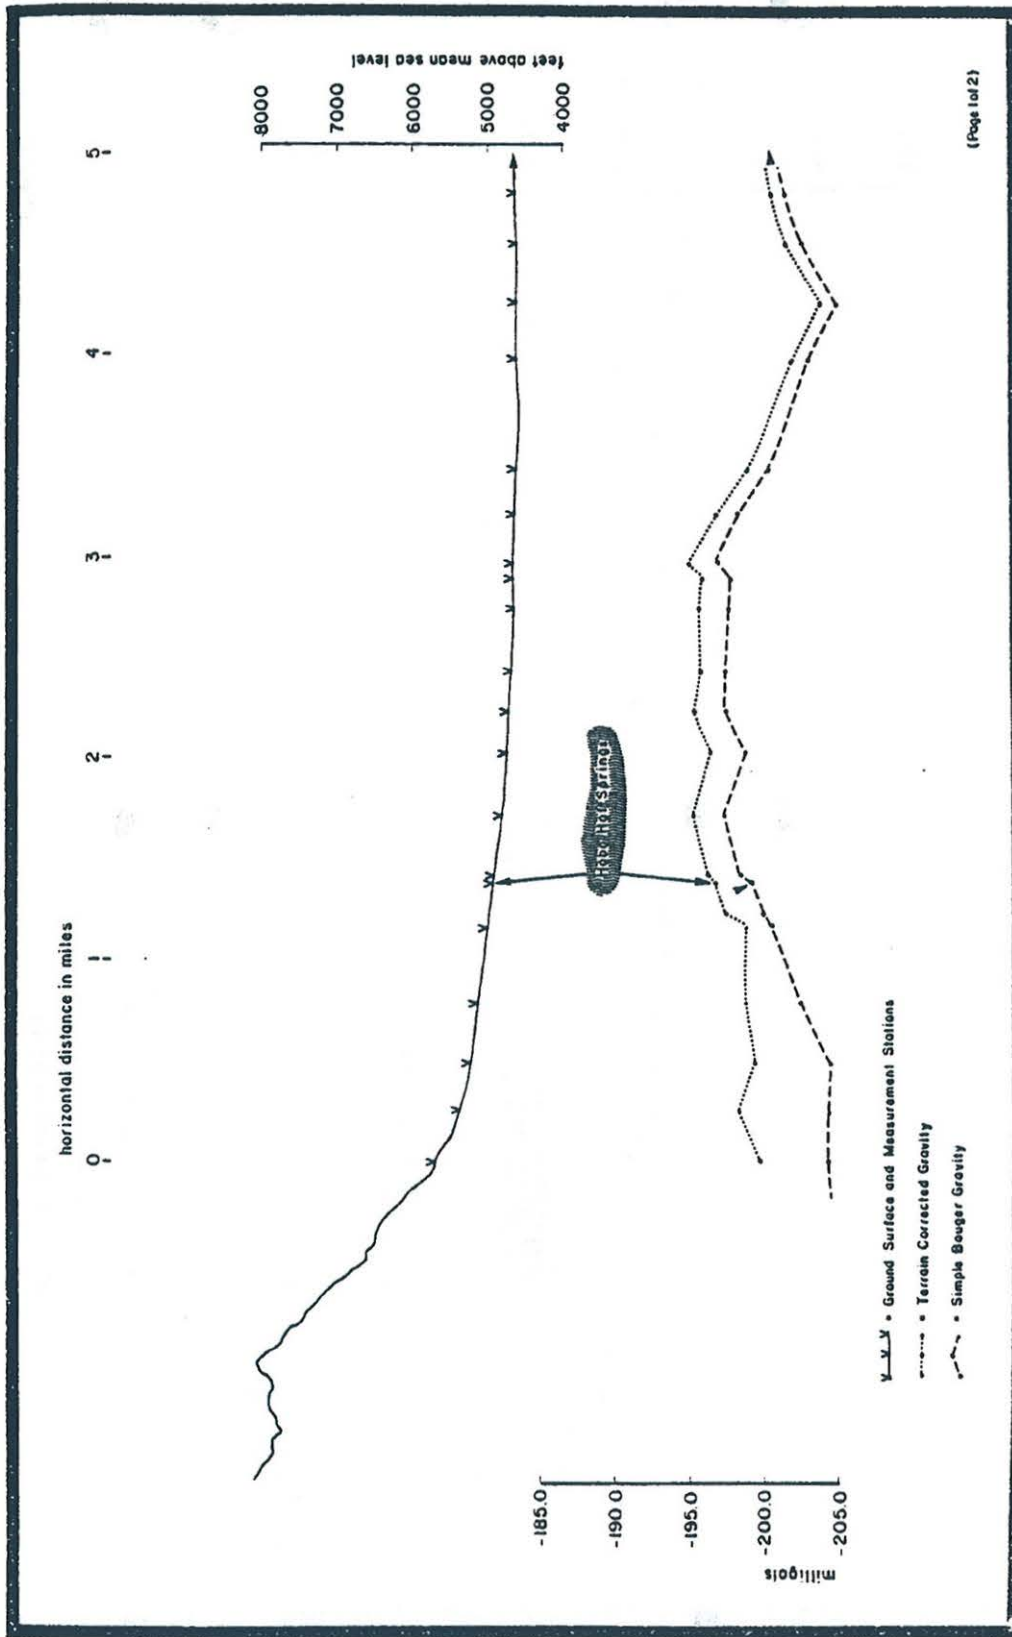 horizontal distance in miles
0
1
2
3
4
5
8000
7000
6000
5000
4000
feet above mean sea level
Hobo Hot Springs
-185.0
-190.0
-195.0
-200.0
-205.0
milligals
Ground Surface and Measurement Stations
Terrain Corrected Gravity
Simple Bouger Gravity
(Page 1 of 2)